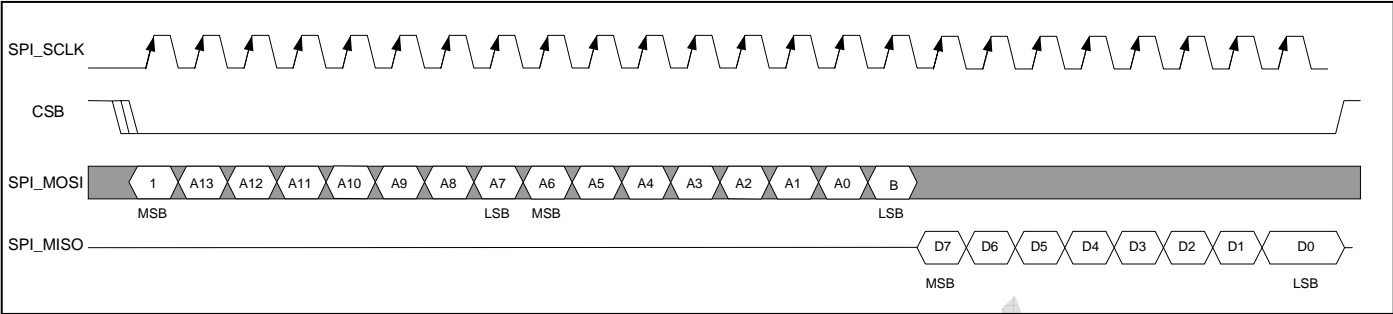 SPI_SCLK
CSB
SPI_MOSI 1 A13 A12 A11 A10 A9 A8 A7 A6 A5 A4 A3 A2 A1 A0 B
MSB LSB MSB LSB
SPI_MISO D7 D6 D5 D4 D3 D2 D1 D0
MSB LSB